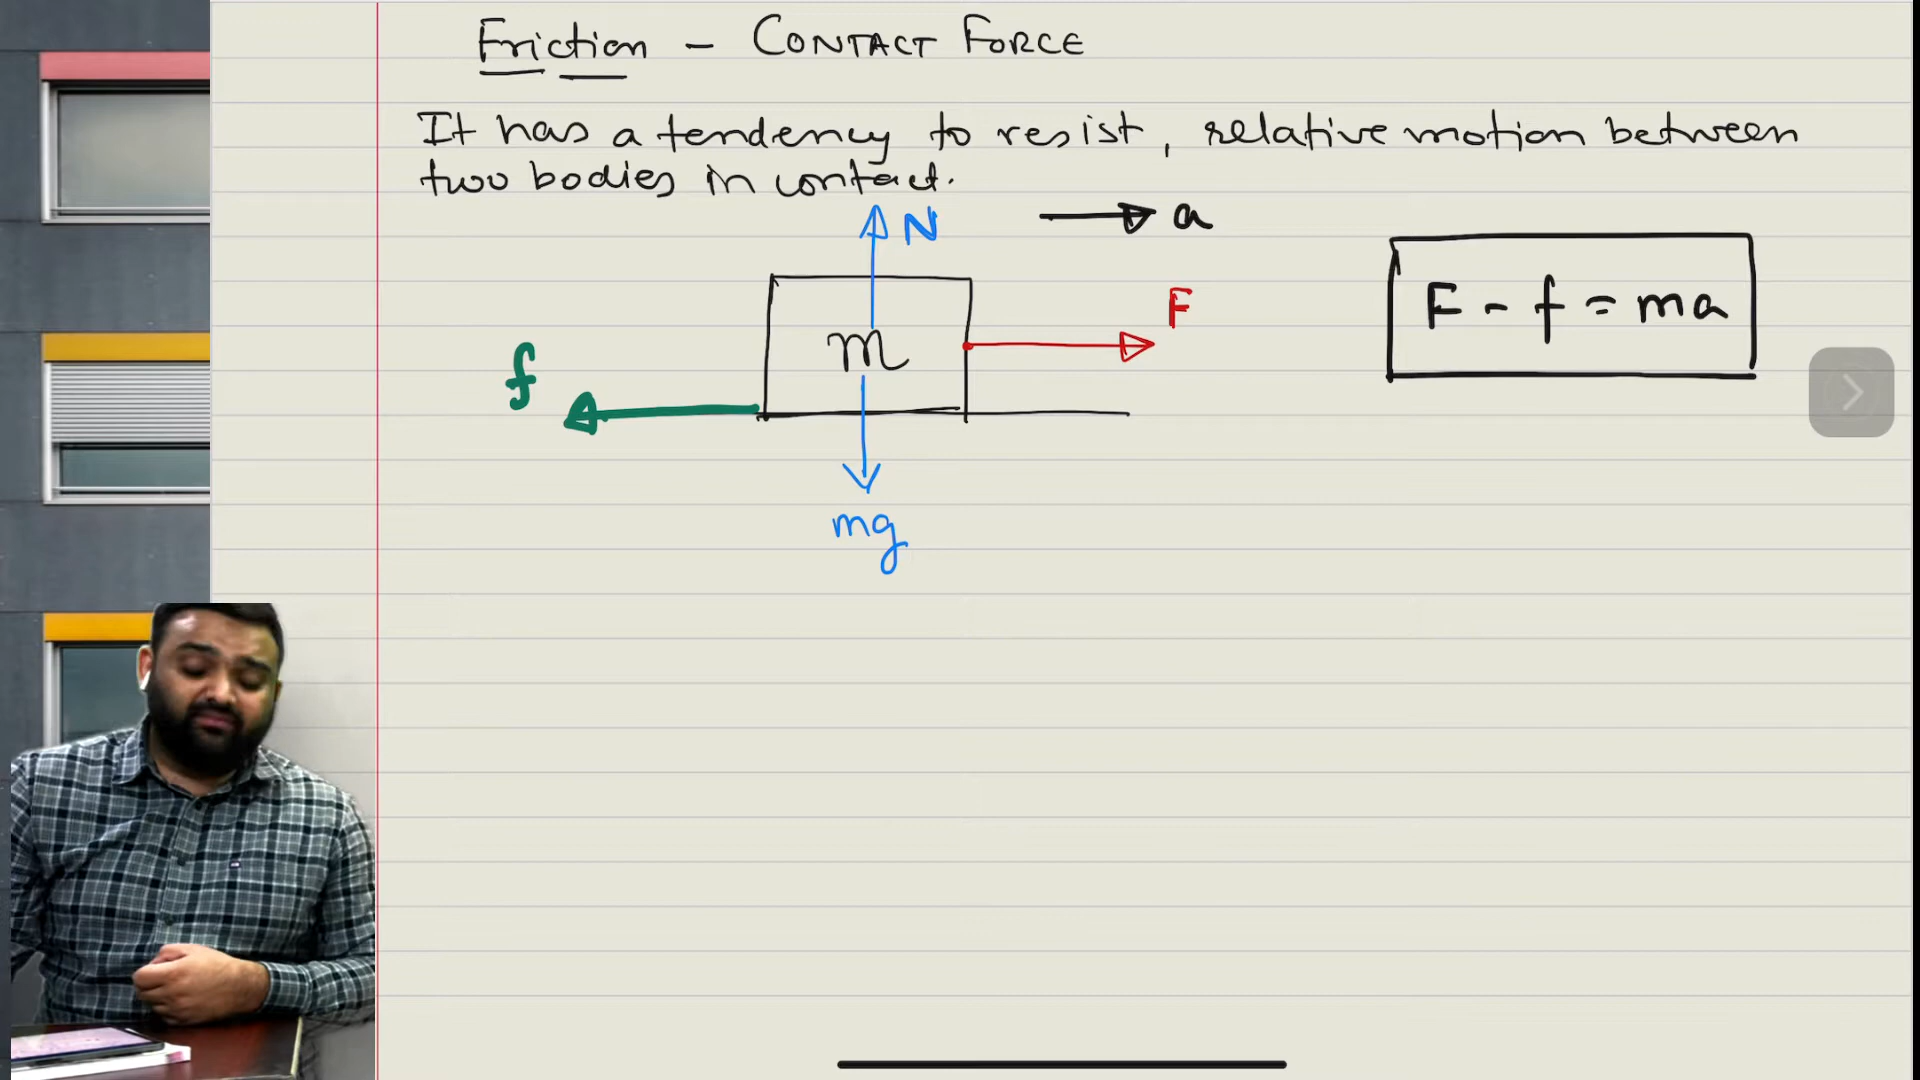 Friction - CONTACT FORCE
It has a tendency to resist, relative motion between
two bodies in contact.
N
a
F
F - f = ma
m
f
mg